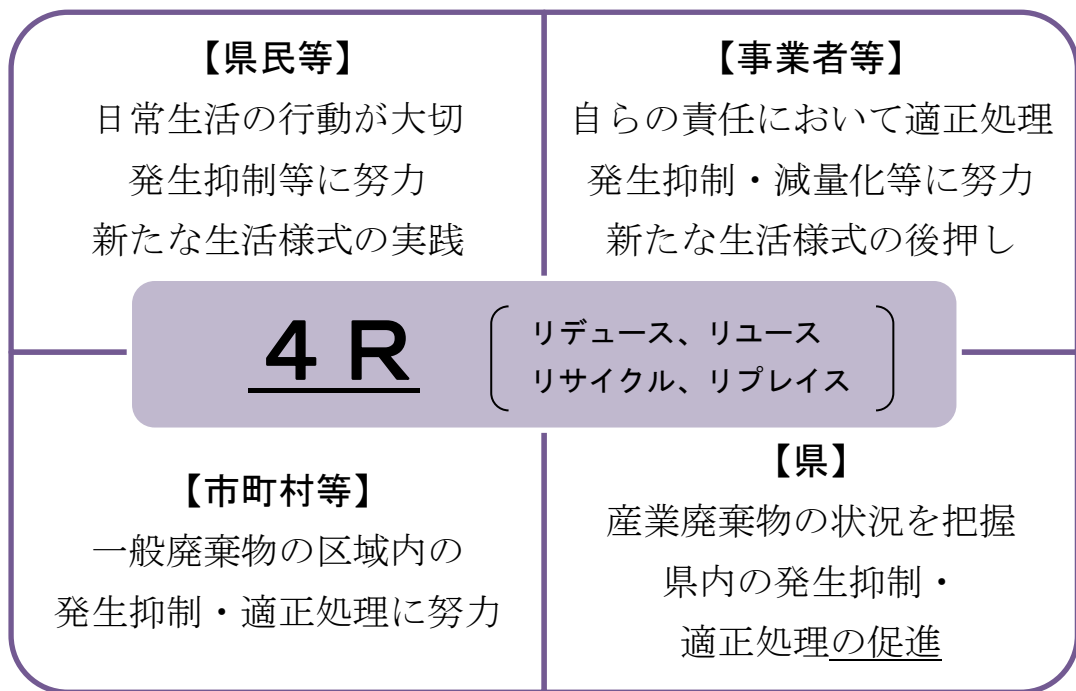 【県民等】
日常生活の行動が大切
発生抑制等に努力
新たな生活様式の実践
【事業者等】
自らの責任において適正処理
発生抑制・減量化等に努力
新たな生活様式の後押し
４Ｒ
リデュース、リユース
リサイクル、リプレイス
【市町村等】
一般廃棄物の区域内の
発生抑制・適正処理に努力
【県】
産業廃棄物の状況を把握
県内の発生抑制・
適正処理の促進